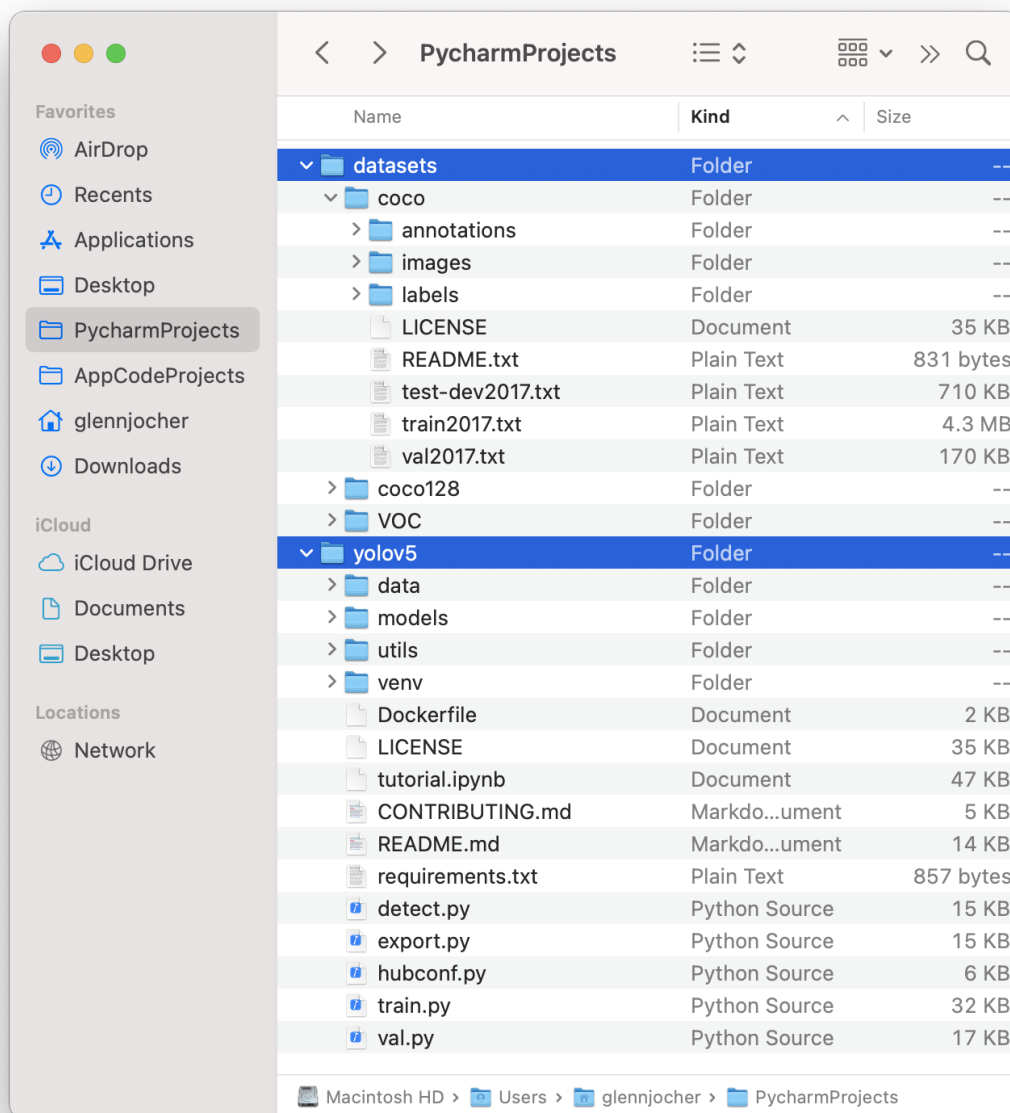 PycharmProjects
Favorites
AirDrop
Recents
Applications
Desktop
PycharmProjects
AppCodeProjects
glennjocher
Downloads
iCloud
iCloud Drive
Documents
Desktop
Locations
Network
Name Kind Size
datasets Folder --
coco Folder --
annotations Folder --
images Folder --
labels Folder --
LICENSE Document 35 KB
README.txt Plain Text 831 bytes
test-dev2017.txt Plain Text 710 KB
train2017.txt Plain Text 4.3 MB
val2017.txt Plain Text 170 KB
coco128 Folder --
VOC Folder --
yolov5 Folder --
data Folder --
models Folder --
utils Folder --
venv Folder --
Dockerfile Document 2 KB
LICENSE Document 35 KB
tutorial.ipynb Document 47 KB
CONTRIBUTING.md Markdo...ument 5 KB
README.md Markdo...ument 14 KB
requirements.txt Plain Text 857 bytes
detect.py Python Source 15 KB
export.py Python Source 15 KB
hubconf.py Python Source 6 KB
train.py Python Source 32 KB
val.py Python Source 17 KB
Macintosh HD › Users › glennjocher › PycharmProjects